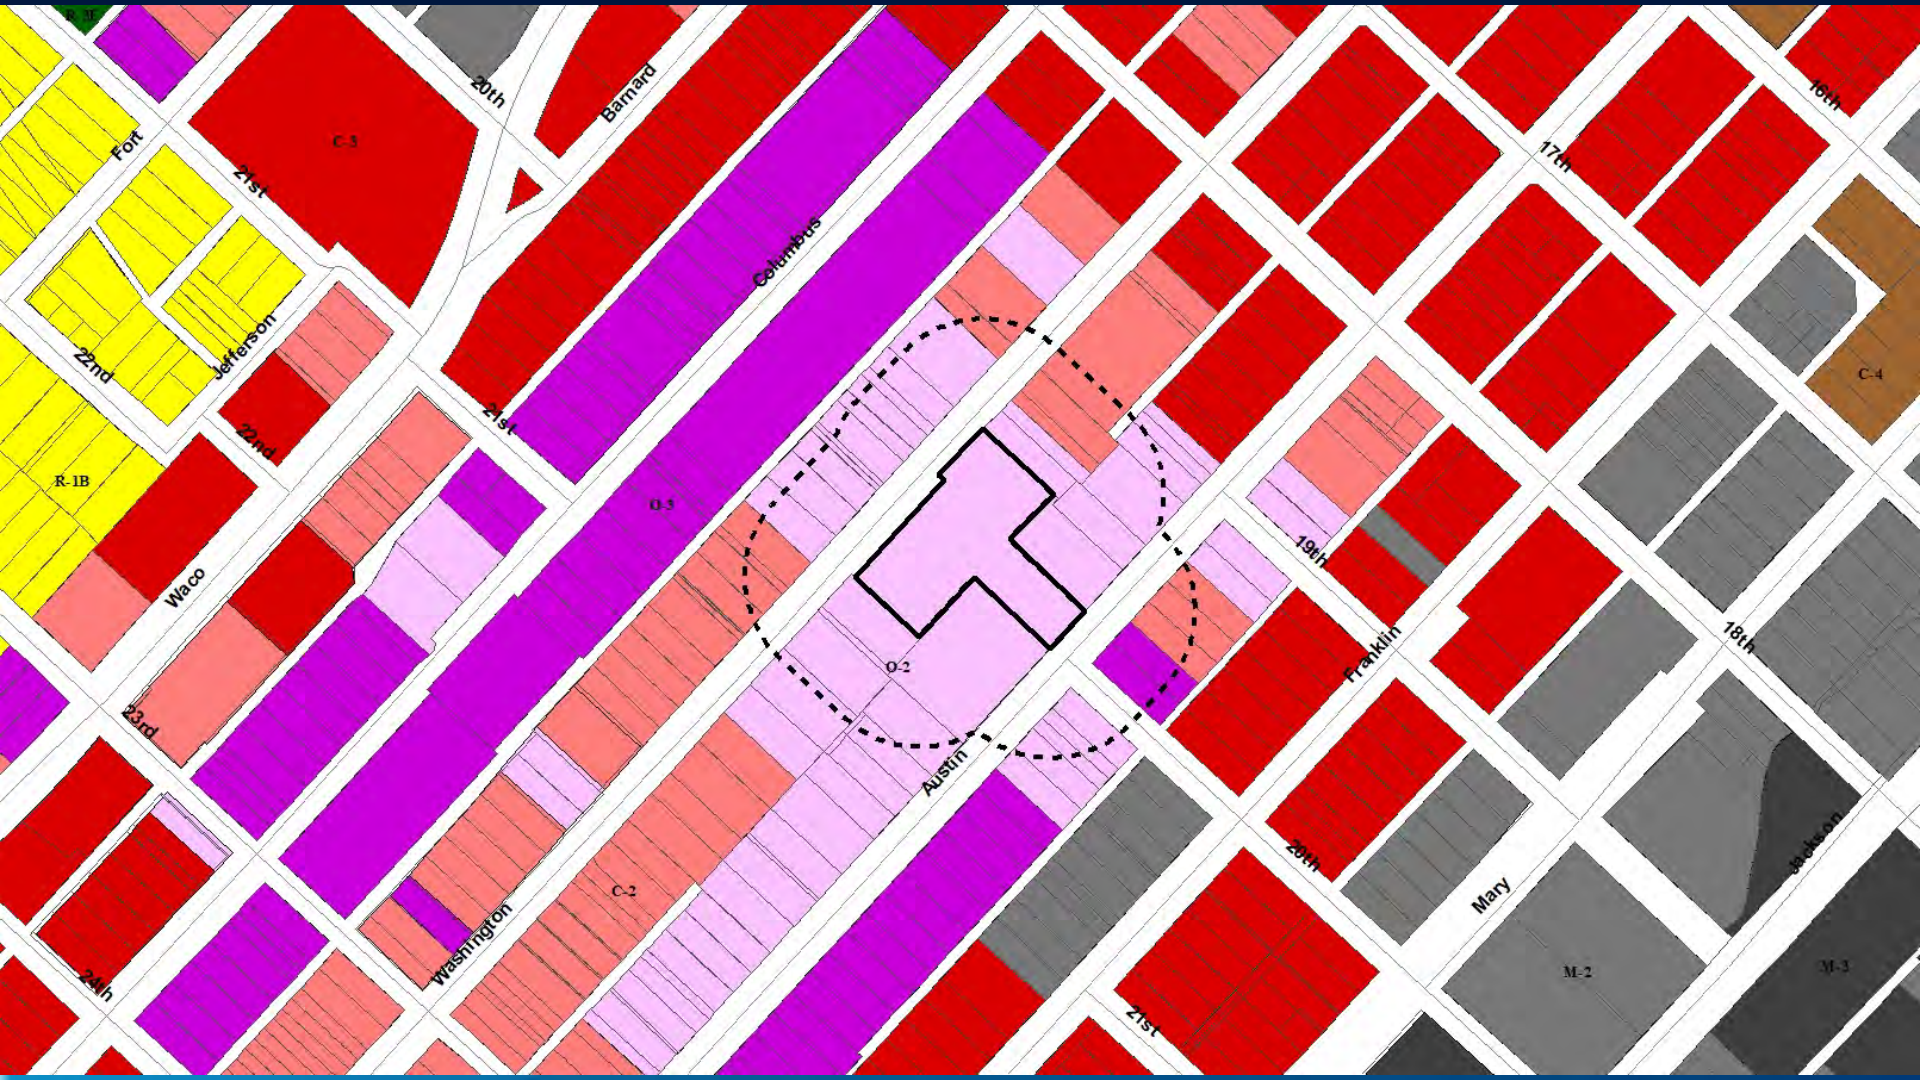 20th
Barnard
16th
Fort
C-3
17th
21st
Columbus
Jefferson
22nd
C-4
21st
22nd
R-1B
O-3
19th
Waco
18th
Franklin
O-2
23rd
Austin
Jackson
20th
C-2
Mary
Washington
M-2
M-3
24th
21st